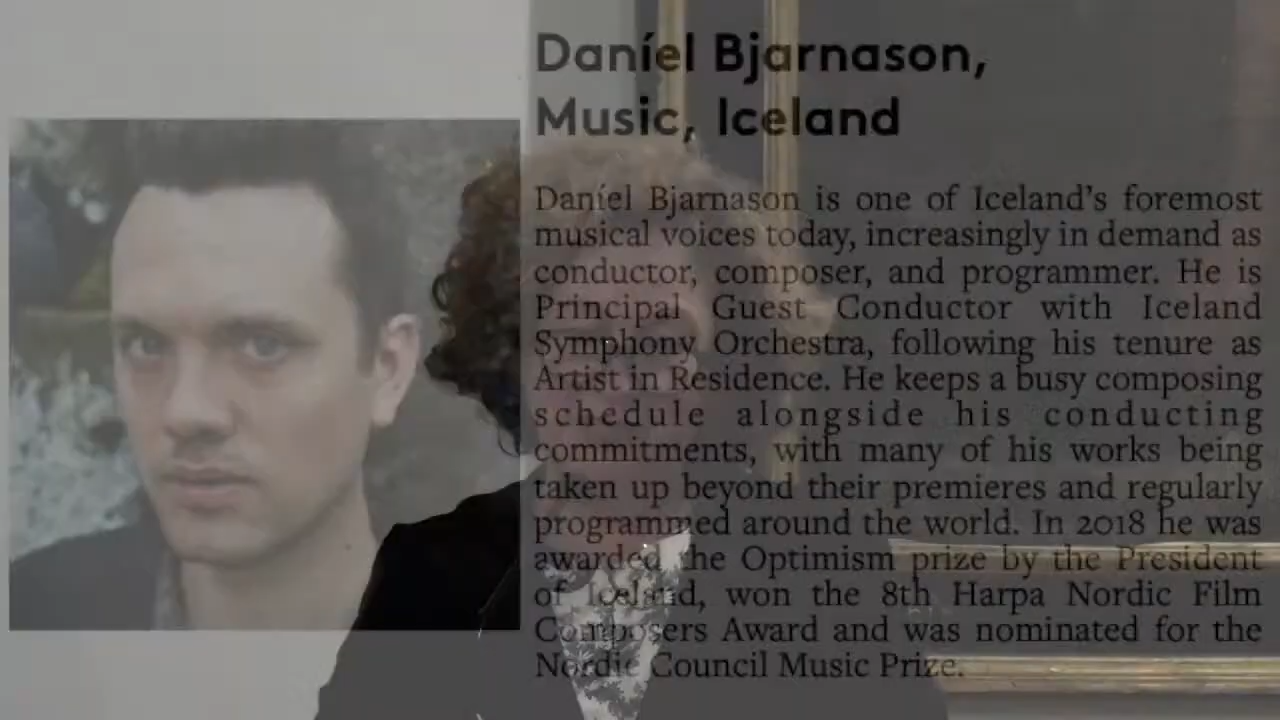 Daníel Bjarnason,
Music, Iceland
Daníel Bjarnason is one of Iceland's foremost
musical voices today, increasingly in demand as
conductor, composer, and programmer. He is
Principal Guest Conductor with Iceland
Symphony Orchestra, following his tenure as
Artist in Residence. He keeps a busy composing
schedule alongside his conducting
commitments, with many of his works being
taken up beyond their premieres and regularly
programmed around the world. In 2018 he was
awarded the Optimism prize by the President
of Iceland, won the 8th Harpa Nordic Film
Composers Award and was nominated for the
Nordic Council Music Prize.